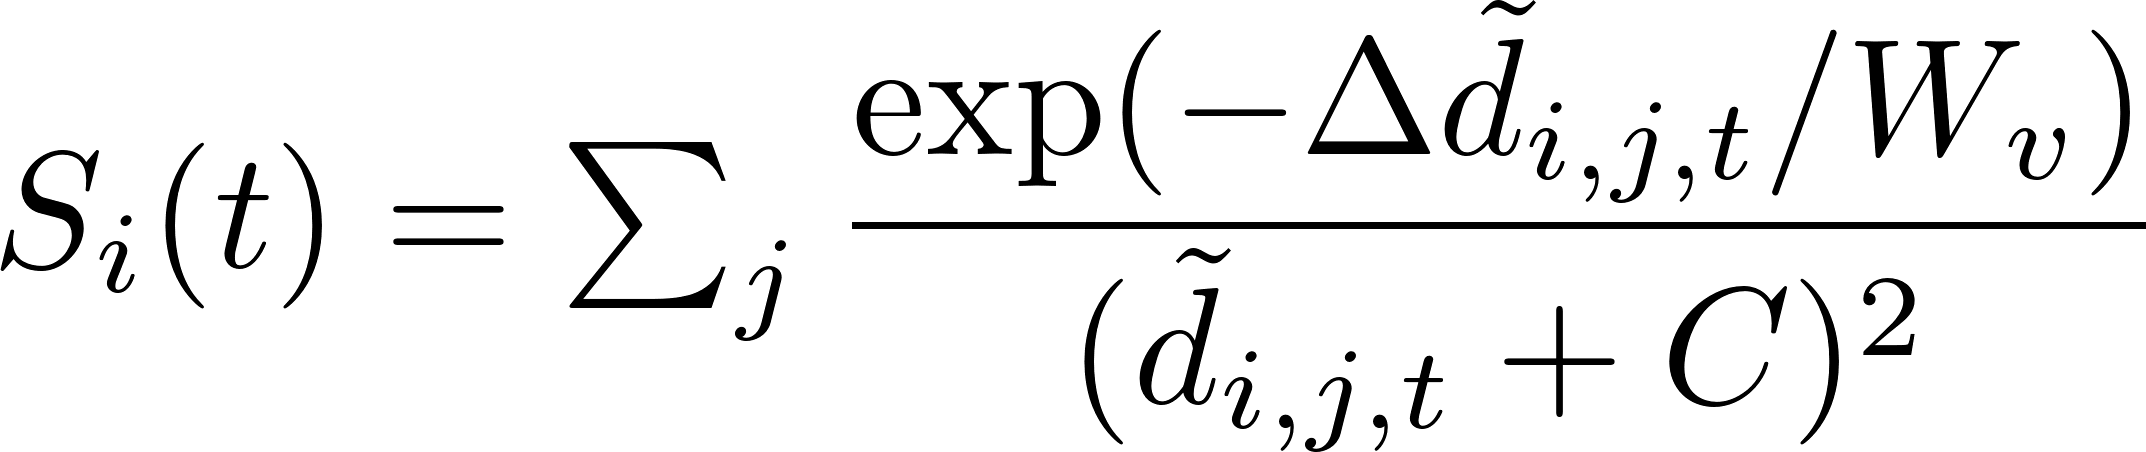 S_i(t) = \sum_j \frac{\exp(-\Delta \tilde{d}_{i,j,t}/W_v)}{(\tilde{d}_{i,j,t} + C)^2}